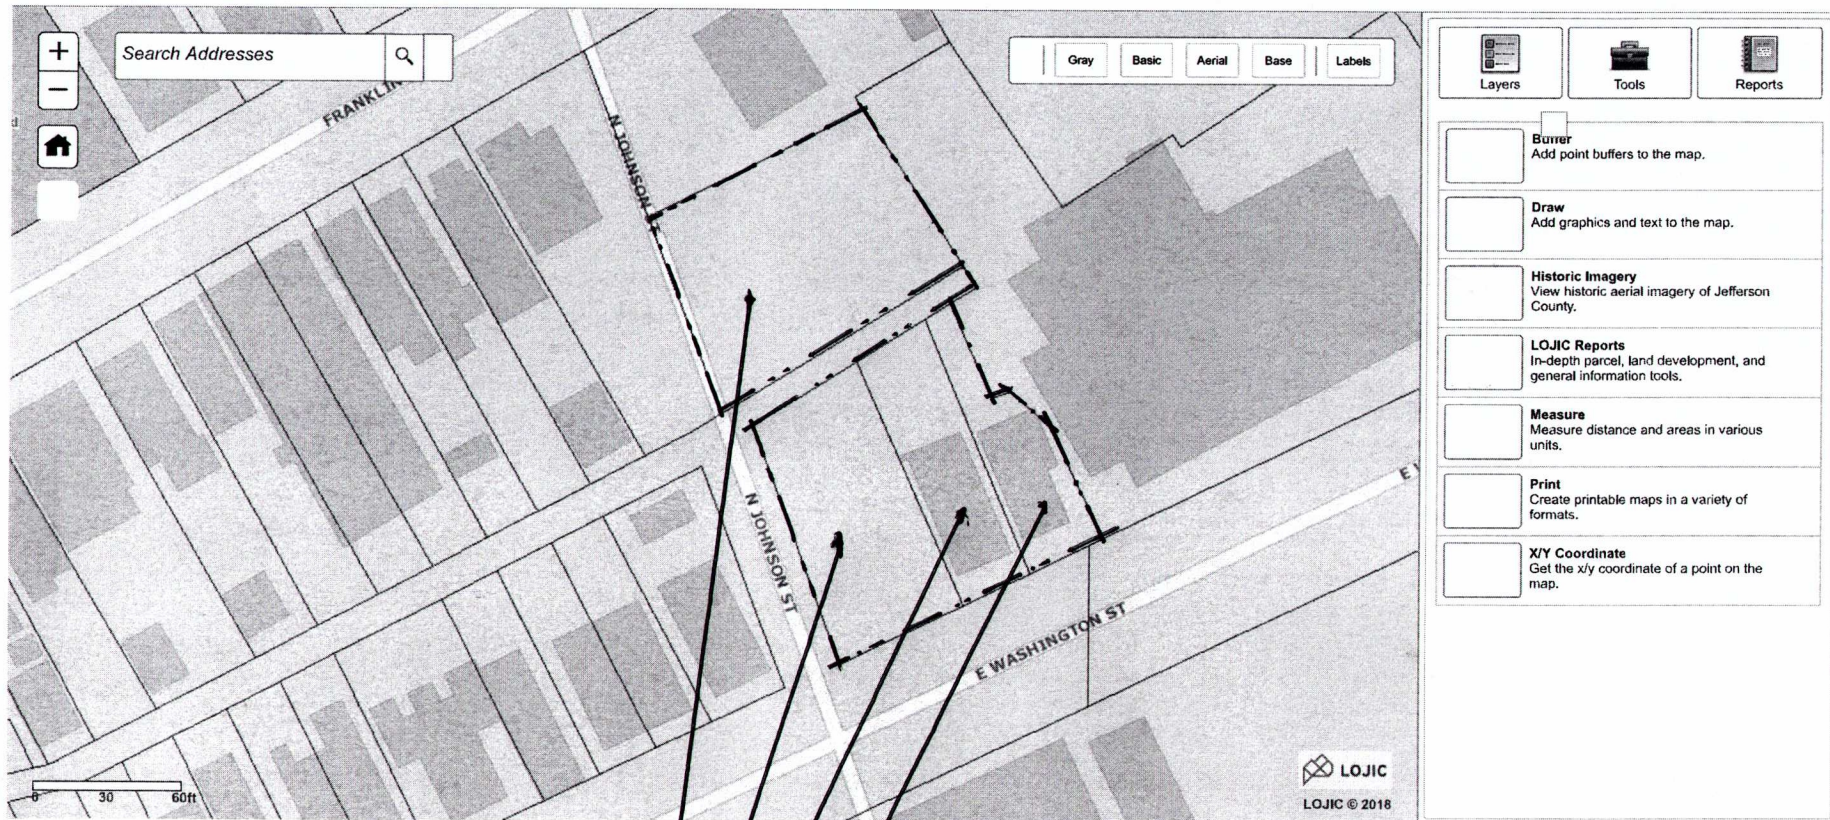 +
Search Addresses
−
FRANKLIN
N JOHNSON
Gray
Basic
Aerial
Base
Labels
Layers
Tools
Reports
Buffer
Add point buffers to the map.
Draw
Add graphics and text to the map.
Historic Imagery
View historic aerial imagery of Jefferson
County.
LOJIC Reports
In-depth parcel, land development, and
general information tools.
Measure
Measure distance and areas in various
units.
Print
Create printable maps in a variety of
formats.
X/Y Coordinate
Get the x/y coordinate of a point on the
map.
N JOHNSON ST
E WASHINGTON ST
E
0 30 60ft
LOJIC
LOJIC © 2018